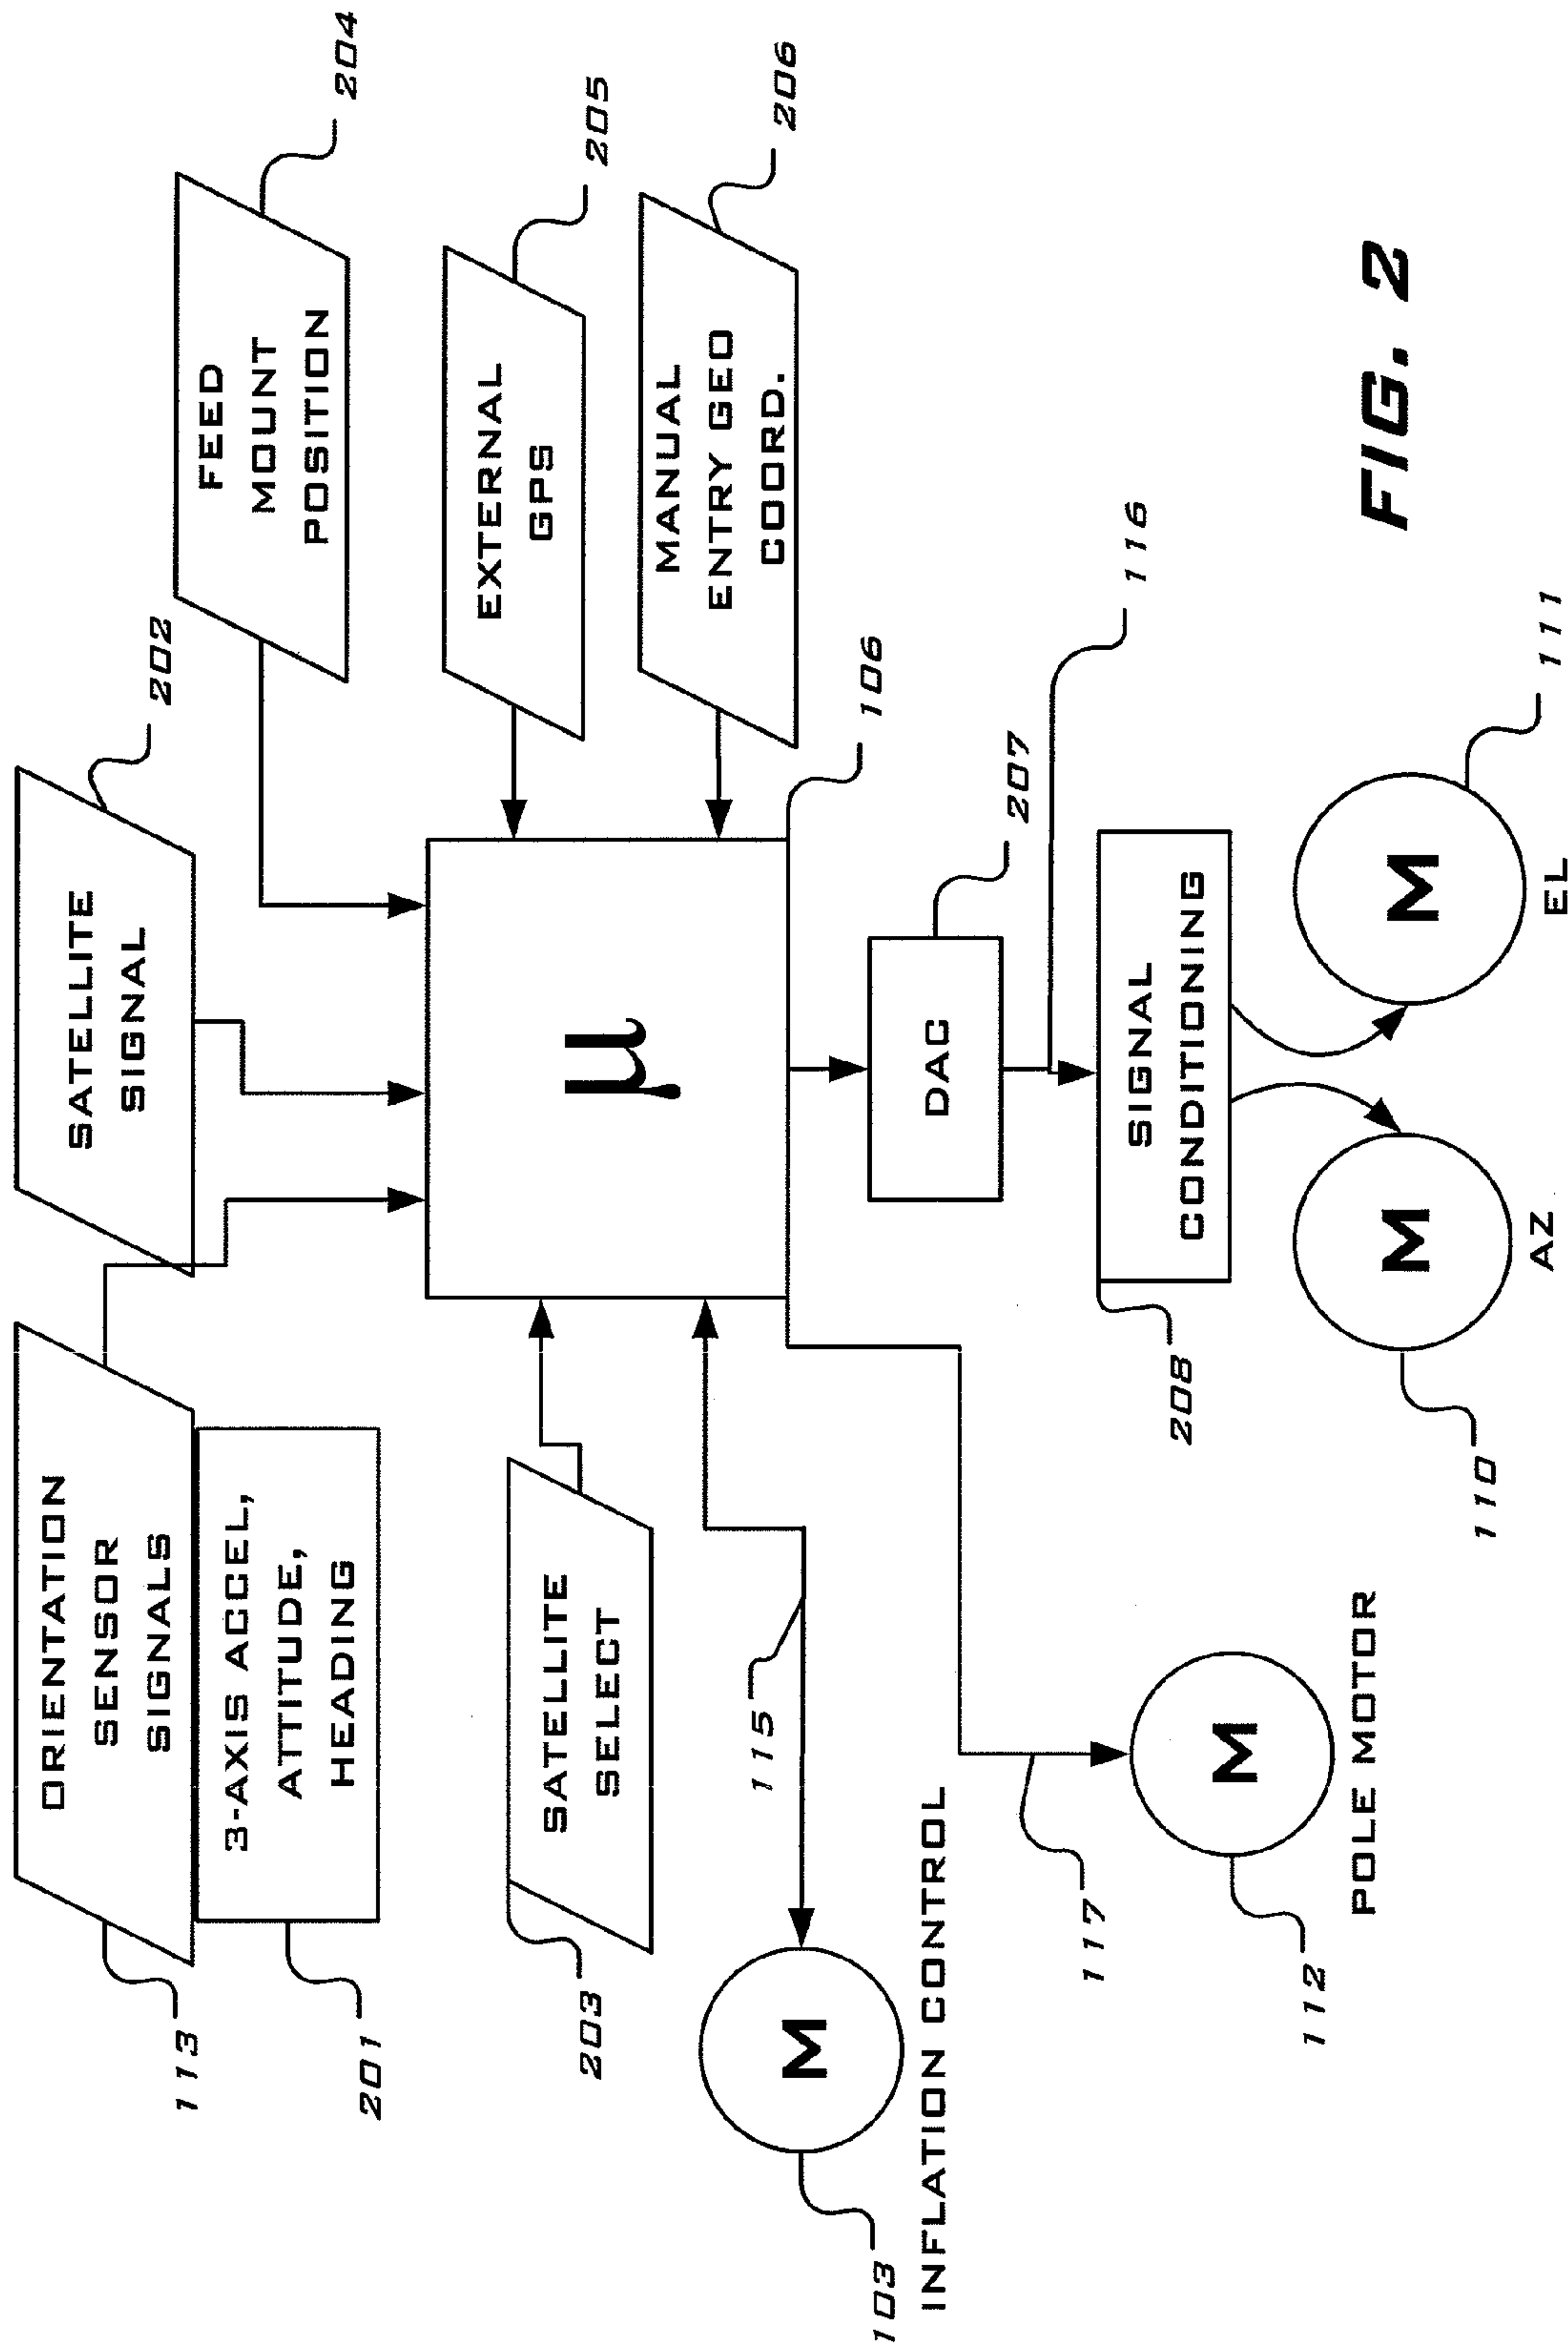 ORIENTATION
SENSOR
SIGNALS
113
3-AXIS ACCEL,
ATTITUDE,
HEADING
201
SATELLITE
SIGNAL
202
FEED
MOUNT
POSITION
204
SATELLITE
SELECT
203
EXTERNAL
GPS
205
MANUAL
ENTRY GEO
COORD.
206
μ
106
115
M
103
INFLATION CONTROL
DAC
207
116
117
M
112
POLE MOTOR
SIGNAL
CONDITIONING
208
M
110
AZ
M
111
EL
FIG. 2